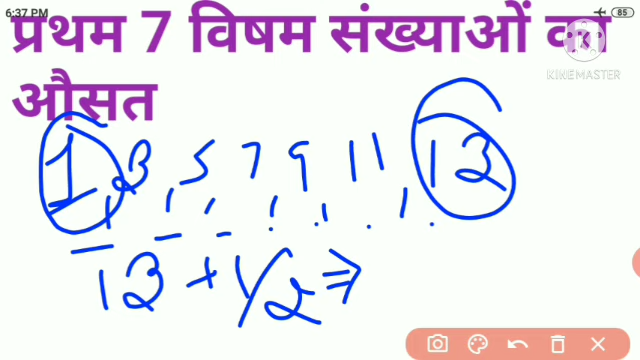 6:37 PM 85
प्रथम 7 विषम संख्याओं का
औसत
KINEMASTER
1, 3, 5 7 9 11 13
13 + 1/2 ⇒